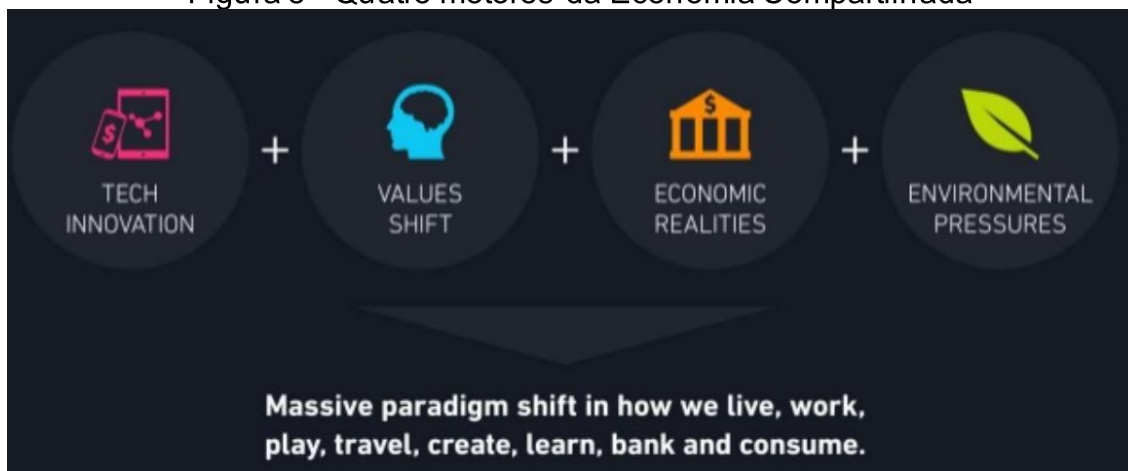 Quatro motores da Economia Compartilhada
$
$
TECH
INNOVATION
+
VALUES
SHIFT
+
ECONOMIC
REALITIES
+
ENVIRONMENTAL
PRESSURES
Massive paradigm shift in how we live, work,
play, travel, create, learn, bank and consume.